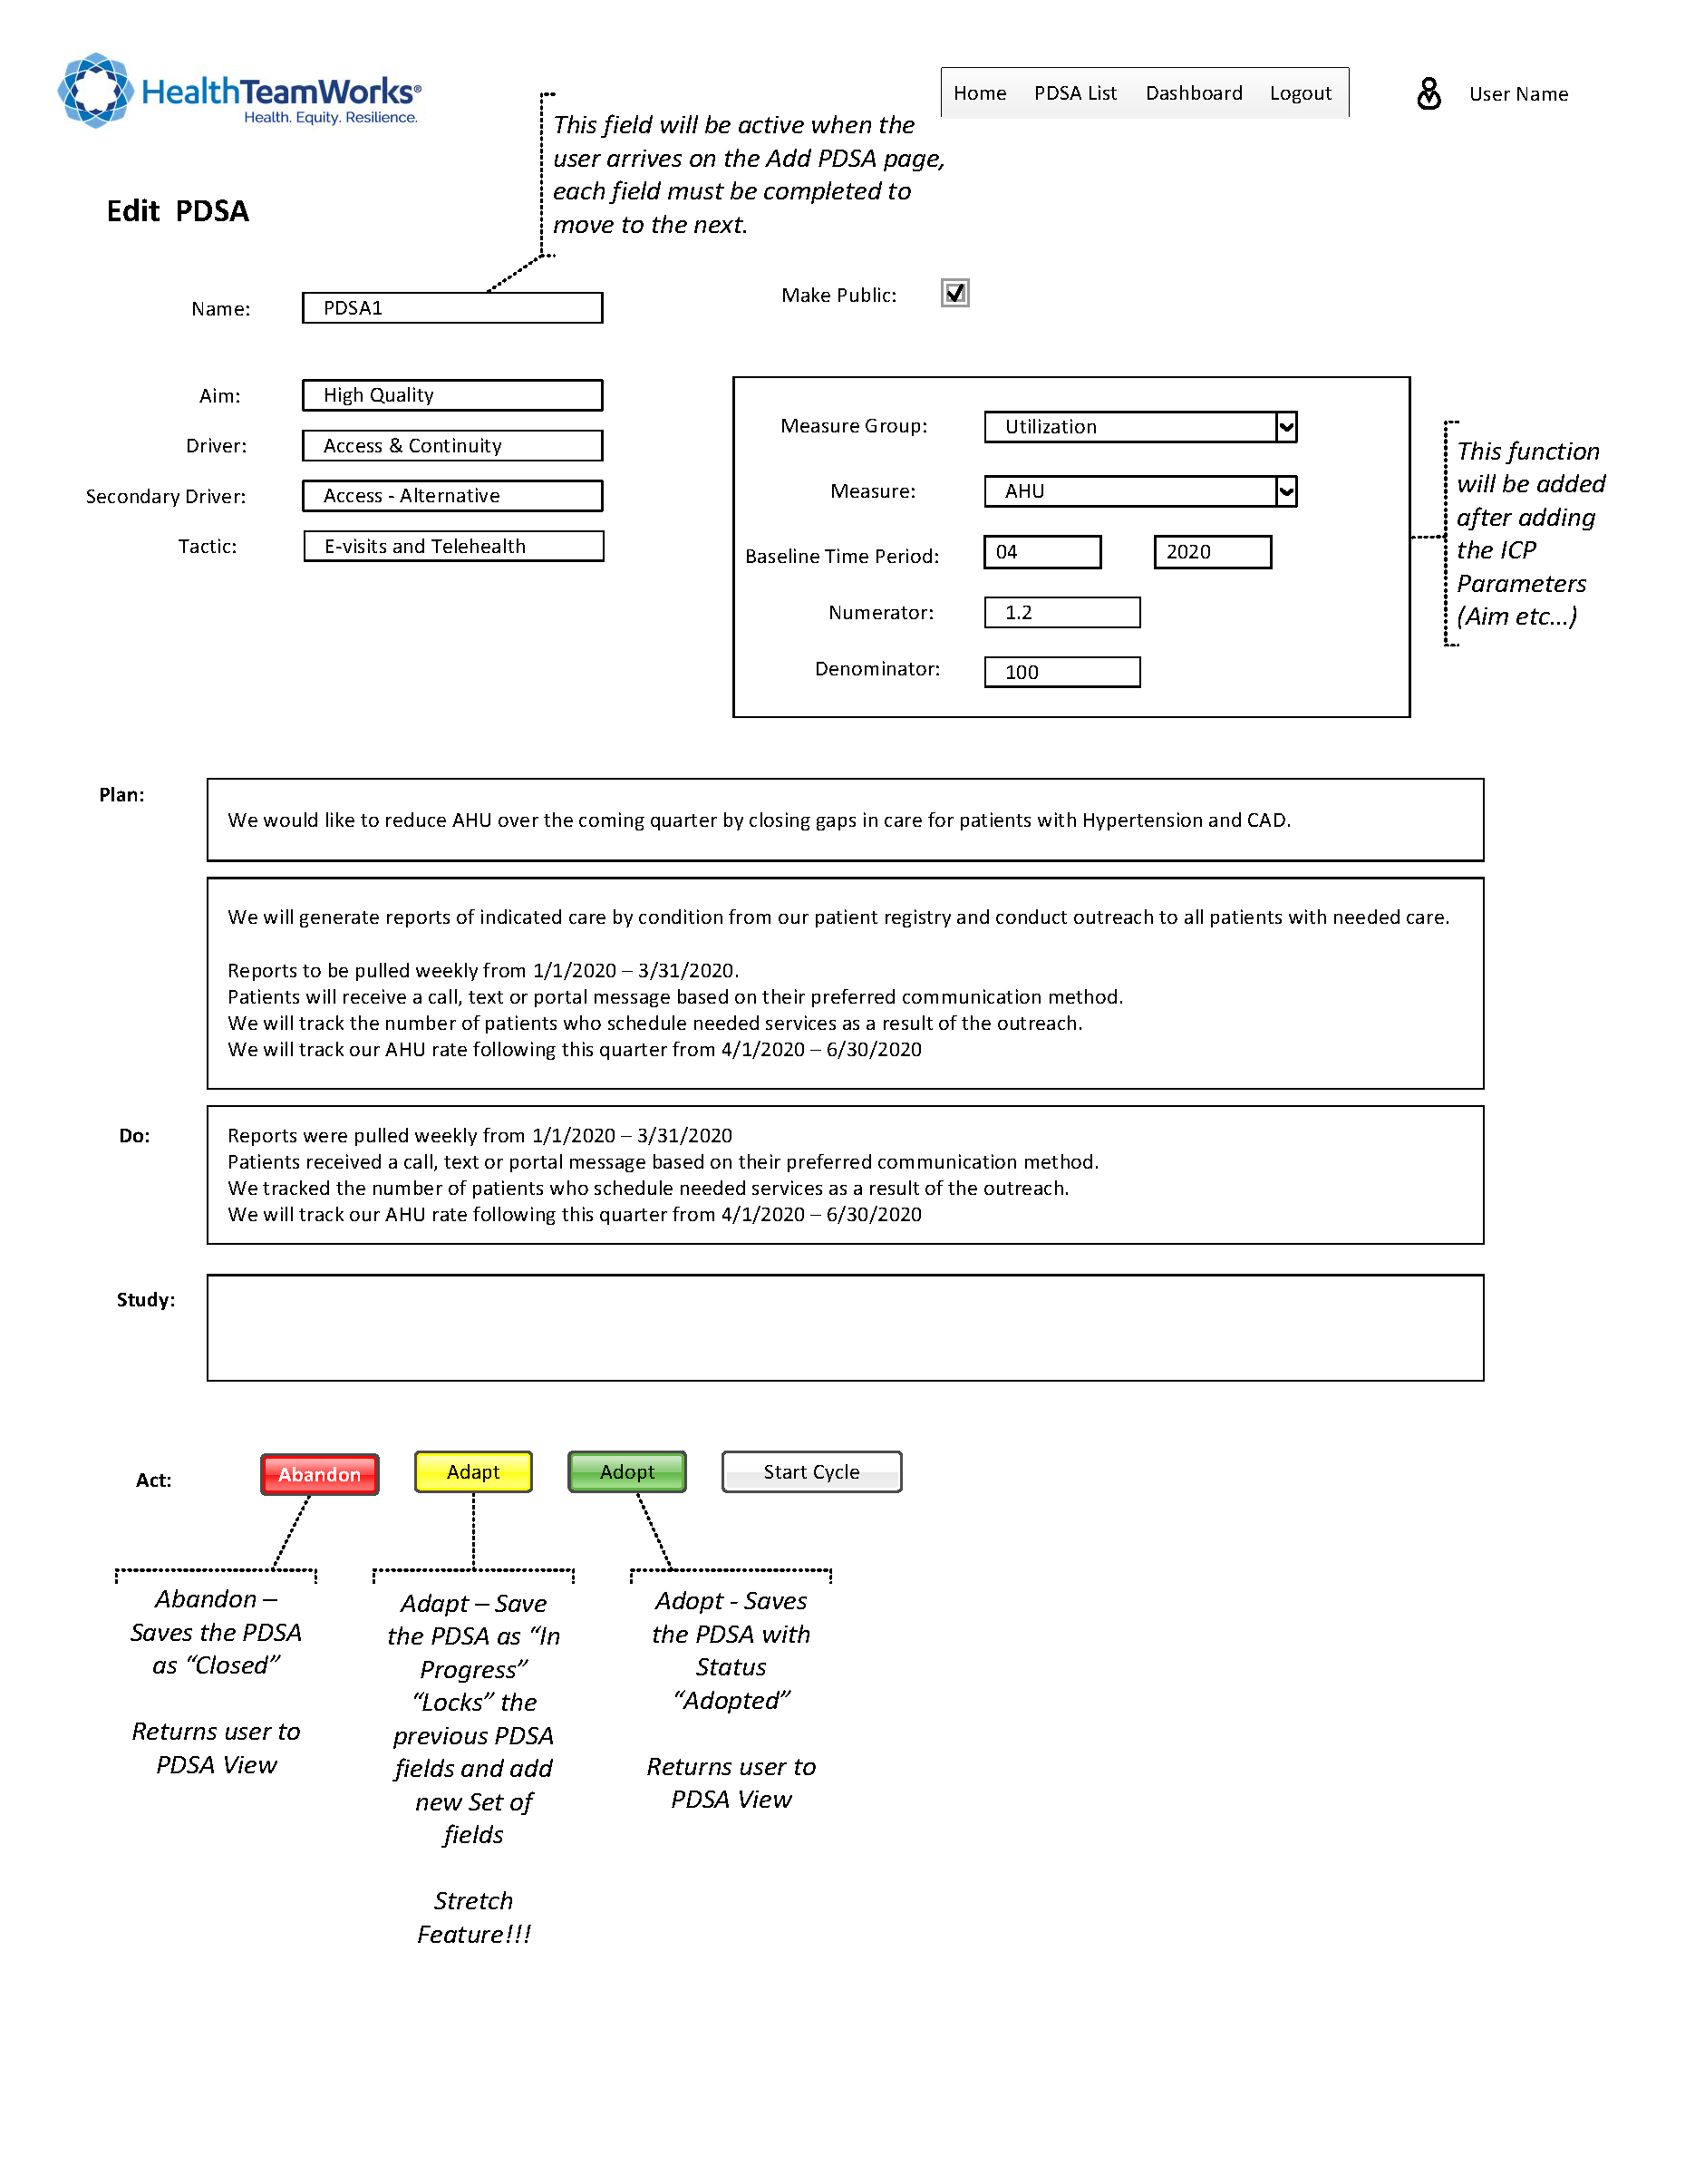 HealthTeamWorks®
Health. Equity. Resilience.
Home PDSA List Dashboard Logout
User Name
This field will be active when the
user arrives on the Add PDSA page,
each field must be completed to
move to the next.
Edit PDSA
Name: PDSA1
Make Public:
Aim: High Quality
Driver: Access & Continuity
Secondary Driver: Access - Alternative
Tactic: E-visits and Telehealth
Measure Group: Utilization
Measure: AHU
Baseline Time Period: 04 2020
Numerator: 1.2
Denominator: 100
This function
will be added
after adding
the ICP
Parameters
(Aim etc...)
Plan:
We would like to reduce AHU over the coming quarter by closing gaps in care for patients with Hypertension and CAD.
We will generate reports of indicated care by condition from our patient registry and conduct outreach to all patients with needed care.
Reports to be pulled weekly from 1/1/2020 – 3/31/2020.
Patients will receive a call, text or portal message based on their preferred communication method.
We will track the number of patients who schedule needed services as a result of the outreach.
We will track our AHU rate following this quarter from 4/1/2020 – 6/30/2020
Do:
Reports were pulled weekly from 1/1/2020 – 3/31/2020
Patients received a call, text or portal message based on their preferred communication method.
We tracked the number of patients who schedule needed services as a result of the outreach.
We will track our AHU rate following this quarter from 4/1/2020 – 6/30/2020
Study:
Act: Abandon Adapt Adopt Start Cycle
Abandon –
Saves the PDSA
as “Closed”
Returns user to
PDSA View
Adapt – Save
the PDSA as “In
Progress”
“Locks” the
previous PDSA
fields and add
new Set of
fields
Stretch
Feature!!!
Adopt - Saves
the PDSA with
Status
“Adopted”
Returns user to
PDSA View